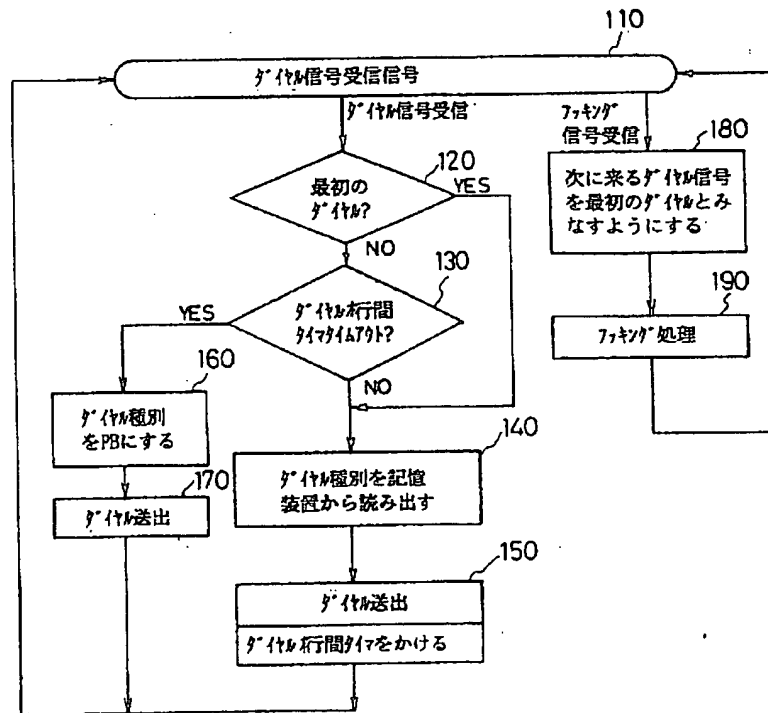 110
ダイヤル信号受信信号
ダイヤル信号受信
フッキング
信号受信
120
最初の
ダイヤル?
YES
NO
180
次に来るダイヤル信号
を最初のダイヤルとみ
なすようにする
130
ダイヤル桁間
タイマタイムアウト?
YES
NO
190
フッキング処理
160
ダイヤル種別
をPBにする
140
ダイヤル種別を記憶
装置から読み出す
170
ダイヤル送出
150
ダイヤル送出
ダイヤル桁間タイマをかける